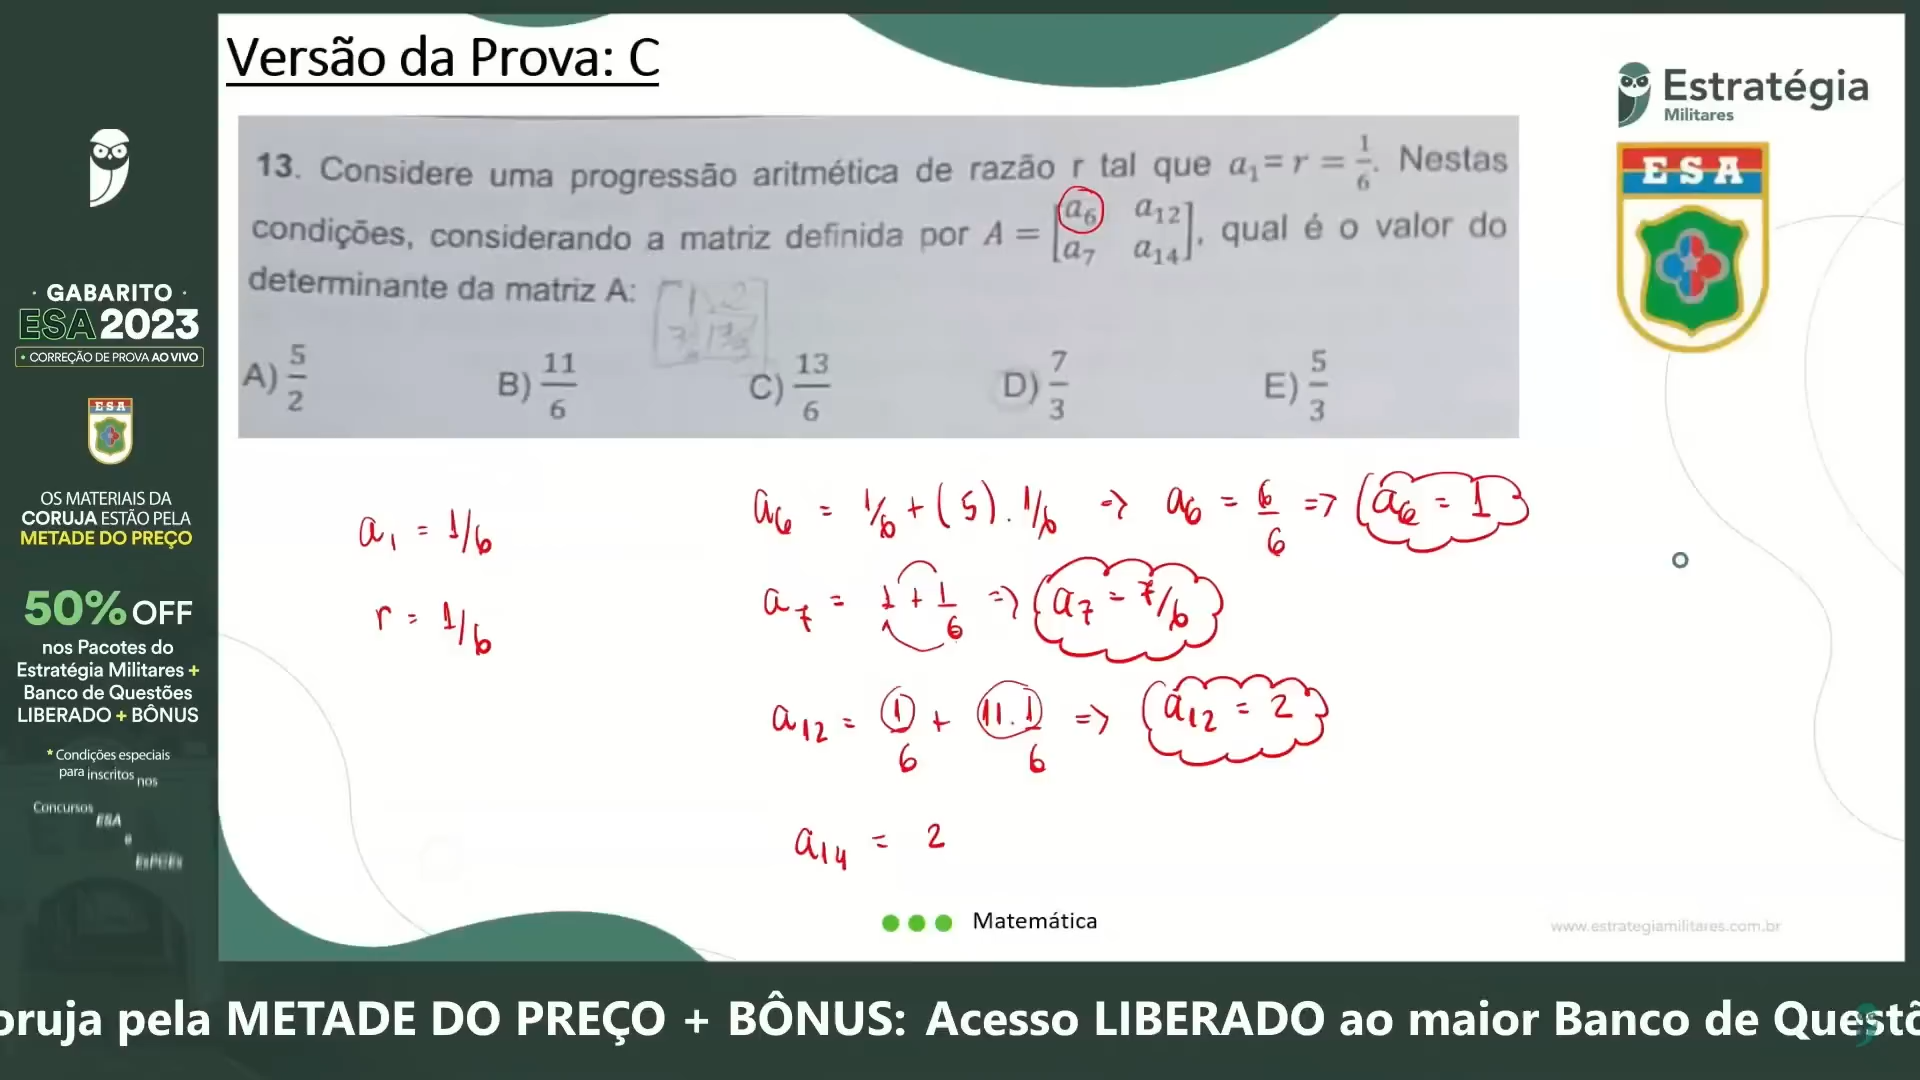 Versão da Prova: C
Estratégia
Militares
ESA
13. Considere uma progressão aritmética de razão r tal que a₁ = r = 1/6. Nestas
condições, considerando a matriz definida por A = [a₆ a₁₂
a₇ a₁₄], qual é o valor do
determinante da matriz A:
A) 5/2 B) 11/6 C) 13/6 D) 7/3 E) 5/3
a₁ = 1/6
r = 1/6
a₆ = 1/6 + (5) . 1/6 => a₆ = 6/6 => a₆ = 1
a₇ = 1 + 1/6 => a₇ = 7/6
a₁₂ = 1/6 + 11.1/6 => a₁₂ = 2
a₁₄ = 2
Matemática
www.estrategiamilitares.com.br
· GABARITO ·
ESA 2023
• CORREÇÃO DE PROVA AO VIVO
ESA
OS MATERIAIS DA
CORUJA ESTÃO PELA
METADE DO PREÇO
50% OFF
nos Pacotes do
Estratégia Militares +
Banco de Questões
LIBERADO + BÔNUS
* Condições especiais
para inscritos nos
Concursos
ESA
e
EsPCEx
oruja pela METADE DO PREÇO + BÔNUS: Acesso LIBERADO ao maior Banco de Questõ